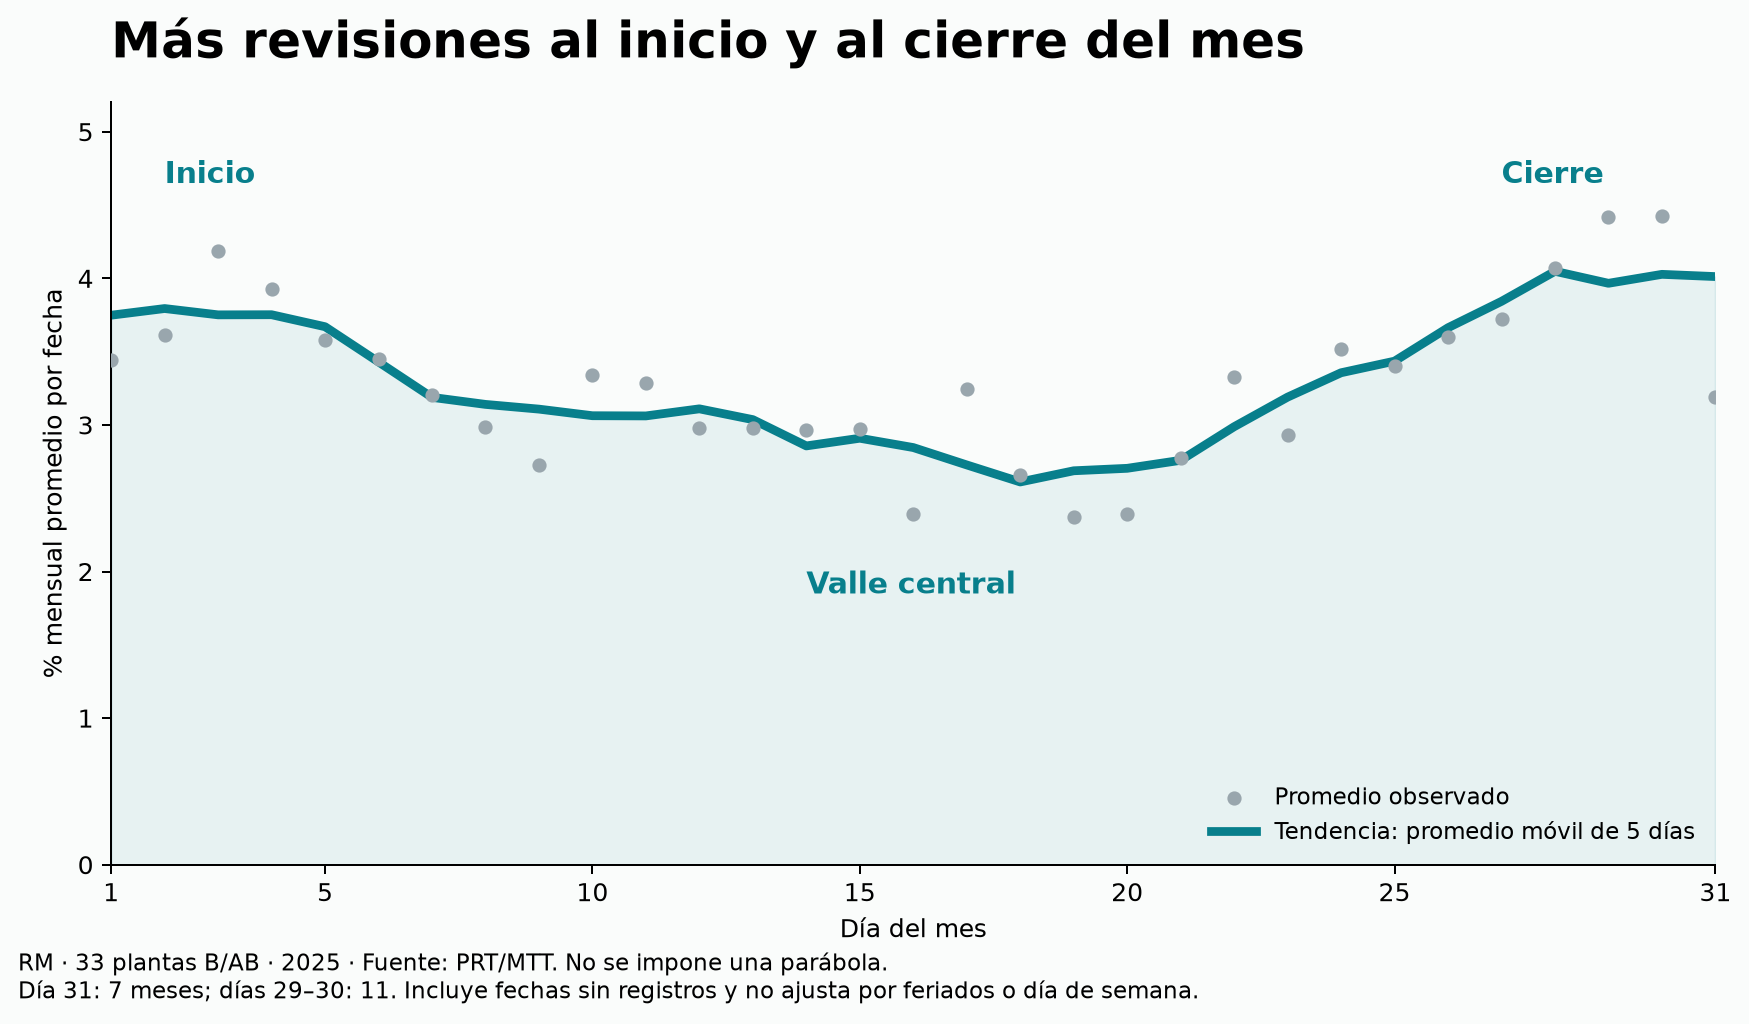 Más revisiones al inicio y al cierre del mes
5
4
3
2
1
0
% mensual promedio por fecha
Inicio
Cierre
Valle central
Promedio observado
Tendencia: promedio móvil de 5 días
1
5
10
15
20
25
31
Día del mes
RM · 33 plantas B/AB · 2025 · Fuente: PRT/MTT. No se impone una parábola.
Día 31: 7 meses; días 29–30: 11. Incluye fechas sin registros y no ajusta por feriados o día de semana.